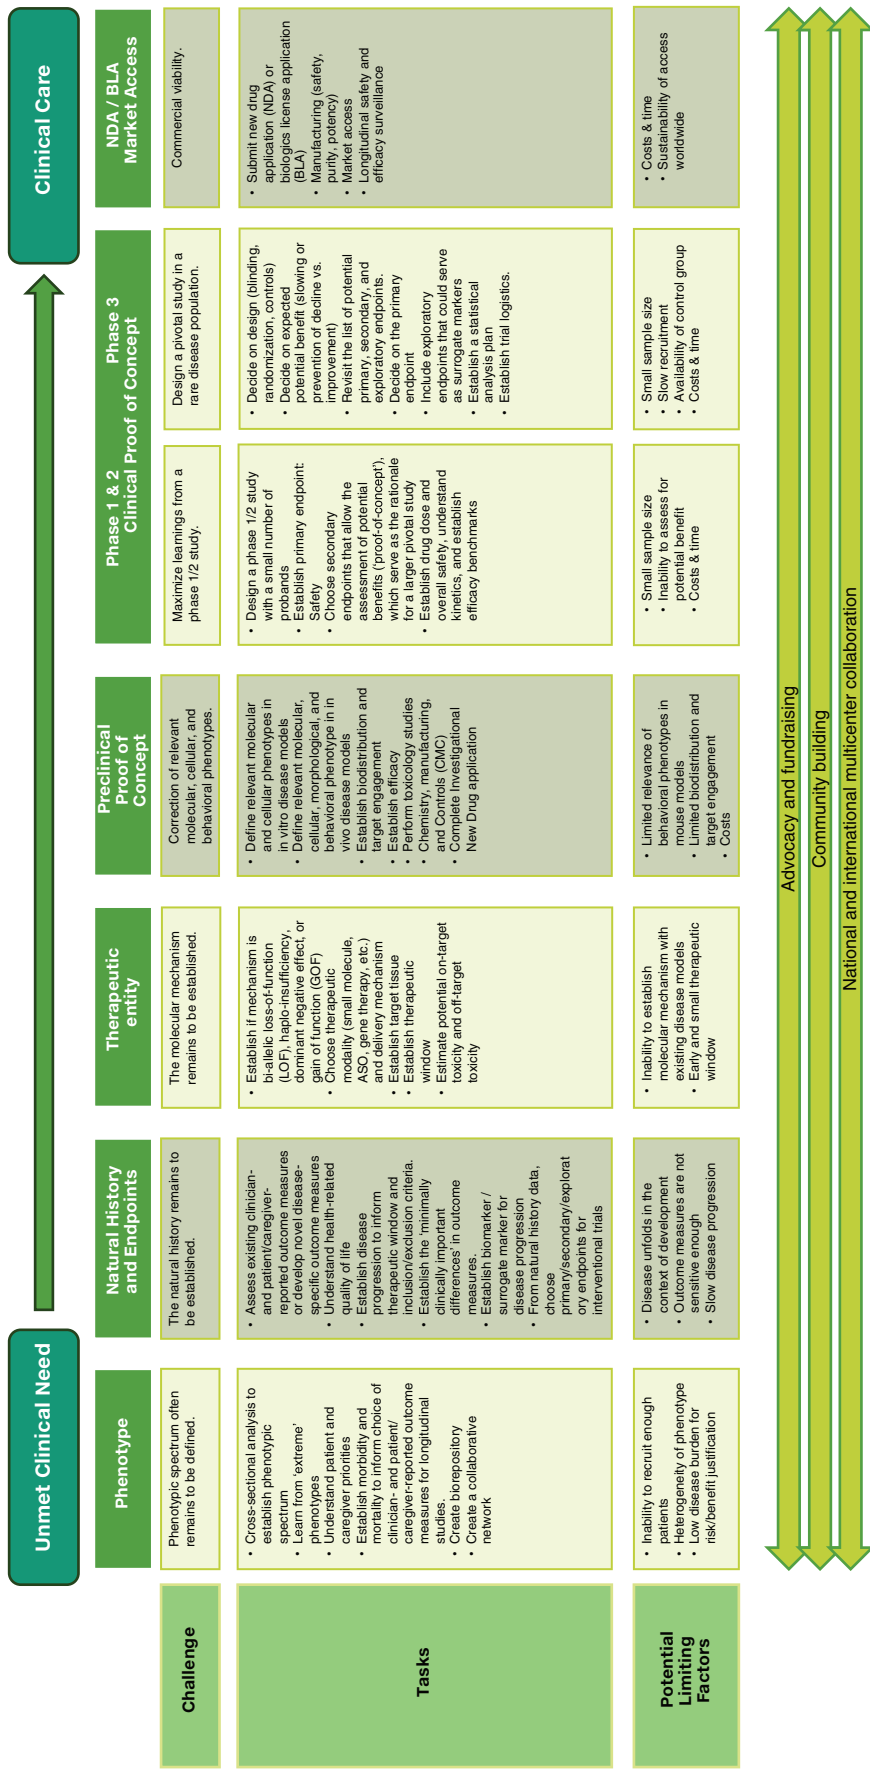 Unmet Clinical Need
Clinical Care
Phenotype
Natural History
and Endpoints
Therapeutic
entity
Preclinical
Proof of
Concept
Phase 1 & 2
Phase 3
Clinical Proof of Concept
NDA / BLA
Market Access
Challenge
Phenotypic spectrum often
remains to be defined.
The natural history remains to
be established.
The molecular mechanism
remains to be established.
Correction of relevant
molecular, cellular, and
behavioral phenotypes.
Maximize learnings from a
phase 1/2 study.
Design a pivotal study in a
rare disease population.
Commercial viability.
Tasks
• Cross-sectional analysis to
establish phenotypic
spectrum
• Learn from 'extreme'
phenotypes
• Understand patient and
caregiver priorities
• Establish morbidity and
mortality to inform choice of
clinician- and patient/
caregiver-reported outcome
measures for longitudinal
studies.
• Create biorepository
• Create a collaborative
network
• Assess existing clinician-
and patient/caregiver-
reported outcome measures
or develop novel disease-
specific outcome measures
• Understand health-related
quality of life
• Establish disease
progression to inform
therapeutic window and
inclusion/exclusion criteria.
• Establish the 'minimally
clinically important
differences' in outcome
measures.
• Establish biomarker /
surrogate marker for
disease progression
• From natural history data,
choose
primary/secondary/explorat
ory endpoints for
interventional trials
• Establish if mechanism is
bi-allelic loss-of-function
(LOF), haplo-insufficiency,
dominant negative effect, or
gain of function (GOF)
• Choose therapeutic
modality (small molecule,
ASO, gene therapy, etc.)
and delivery mechanism
• Establish target tissue
• Establish therapeutic
window
• Estimate potential on-target
toxicity and off-target
toxicity
• Define relevant molecular
and cellular phenotypes in
in vitro disease models
• Define relevant molecular,
cellular, morphological, and
behavioral phenotype in in
vivo disease models
• Establish biodistribution and
target engagement
• Establish efficacy
• Perform toxicology studies
• Chemistry, manufacturing,
and Controls (CMC)
• Complete Investigational
New Drug application
• Design a phase 1/2 study
with a small number of
probands
• Establish primary endpoint:
Safety
• Choose secondary
endpoints that allow the
assessment of potential
benefits ('proof-of-concept'),
which serve as the rationale
for a larger pivotal study
• Establish drug dose and
overall safety, understand
kinetics, and establish
efficacy benchmarks
• Decide on design (blinding,
randomization, controls)
• Decide on expected
potential benefit (slowing or
prevention of decline vs.
improvement)
• Revisit the list of potential
primary, secondary, and
exploratory endpoints.
• Decide on the primary
endpoint
• Include exploratory
endpoints that could serve
as surrogate markers
• Establish a statistical
analysis plan
• Establish trial logistics.
• Submit new drug
application (NDA) or
biologics license application
(BLA)
• Manufacturing (safety,
purity, potency)
• Market access
• Longitudinal safety and
efficacy surveillance
Potential
Limiting
Factors
• Inability to recruit enough
patients
• Heterogeneity of phenotype
• Low disease burden for
risk/benefit justification
• Disease unfolds in the
context of development
• Outcome measures are not
sensitive enough
• Slow disease progression
• Inability to establish
molecular mechanism with
existing disease models
• Early and small therapeutic
window
• Limited relevance of
behavioral phenotypes in
mouse models
• Limited biodistribution and
target engagement
• Costs
• Small sample size
• Inability to assess for
potential benefit
• Costs & time
• Small sample size
• Slow recruitment
• Availability of control group
• Costs & time
• Costs & time
• Sustainability of access
worldwide
Advocacy and fundraising
Community building
National and international multicenter collaboration